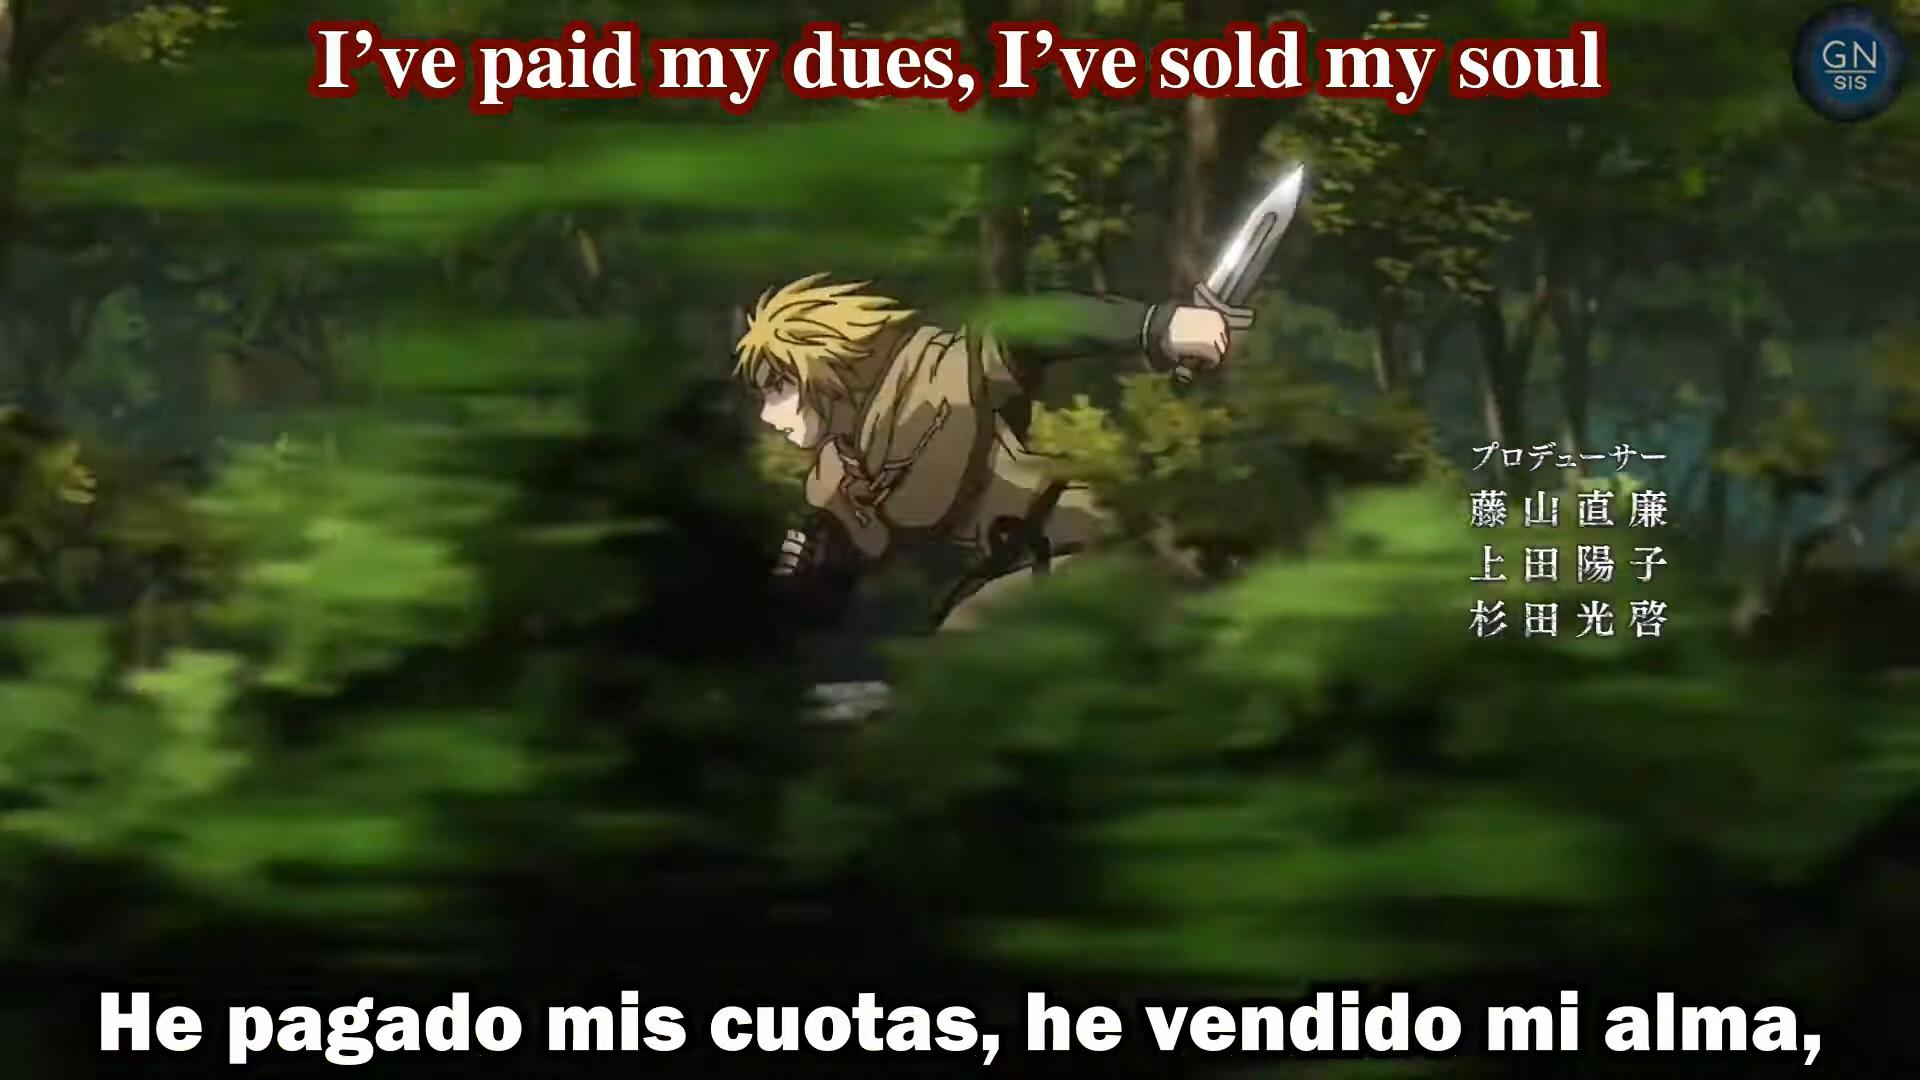 I’ve paid my dues, I’ve sold my soul
GN
SIS
プロデューサー
藤山直廉
上田陽子
杉田光啓
He pagado mis cuotas, he vendido mi alma,